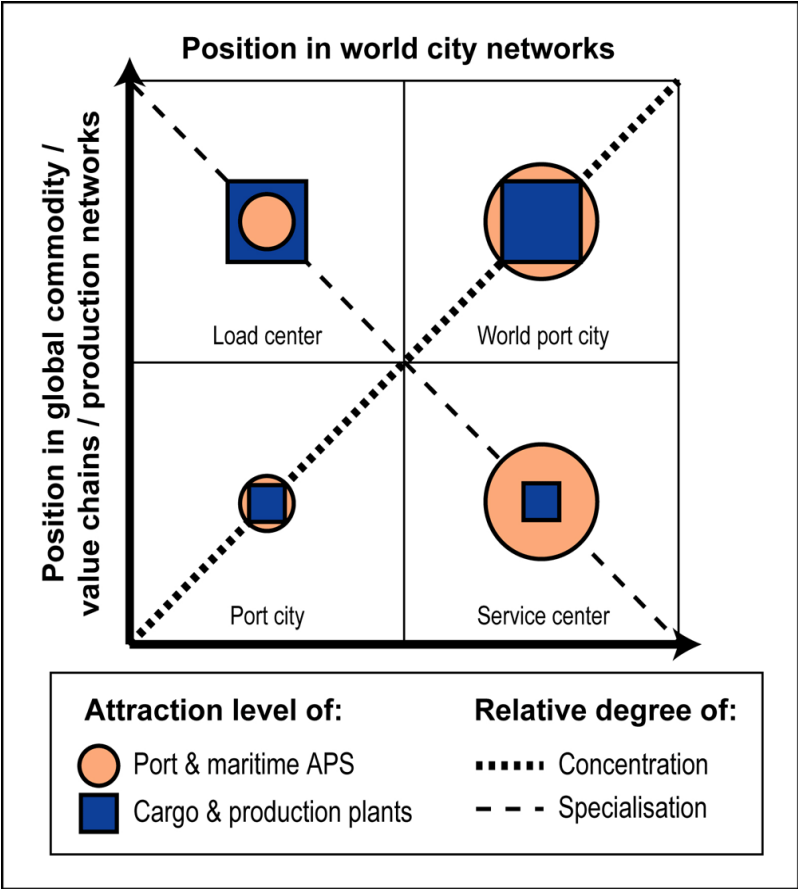 Position in world city networks
Position in global commodity /
value chains / production networks
Load center
World port city
Port city
Service center
Attraction level of:
Port & maritime APS
Cargo & production plants
Relative degree of:
Concentration
Specialisation